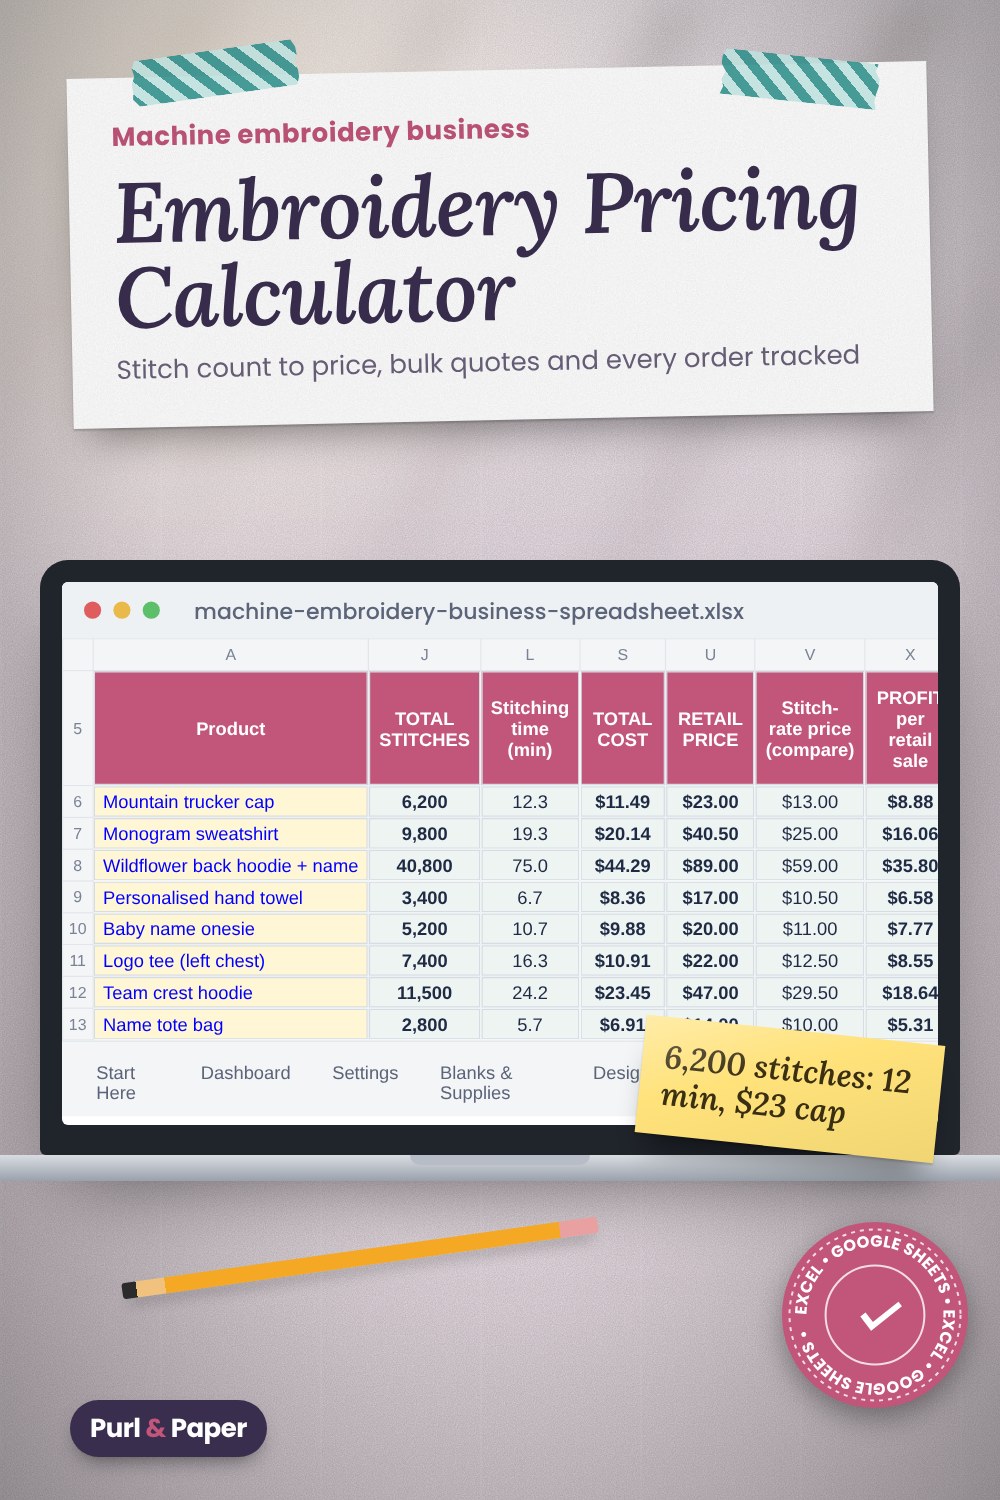 Machine embroidery business
Embroidery Pricing
Calculator
Stitch count to price, bulk quotes and every order tracked
machine-embroidery-business-spreadsheet.xlsx
A J L S U V X
5 Product TOTAL STITCHES Stitching time (min) TOTAL COST RETAIL PRICE Stitch-rate price (compare) PROFIT per retail sale
6 Mountain trucker cap 6,200 12.3 $11.49 $23.00 $13.00 $8.88
7 Monogram sweatshirt 9,800 19.3 $20.14 $40.50 $25.00 $16.06
8 Wildflower back hoodie + name 40,800 75.0 $44.29 $89.00 $59.00 $35.80
9 Personalised hand towel 3,400 6.7 $8.36 $17.00 $10.50 $6.58
10 Baby name onesie 5,200 10.7 $9.88 $20.00 $11.00 $7.77
11 Logo tee (left chest) 7,400 16.3 $10.91 $22.00 $12.50 $8.55
12 Team crest hoodie 11,500 24.2 $23.45 $47.00 $29.50 $18.64
13 Name tote bag 2,800 5.7 $6.91 $10.00 $5.31
Start Here Dashboard Settings Blanks & Supplies
6,200 stitches: 12
min, $23 cap
EXCEL • GOOGLE SHEETS • EXCEL • GOOGLE SHEETS •
Purl & Paper